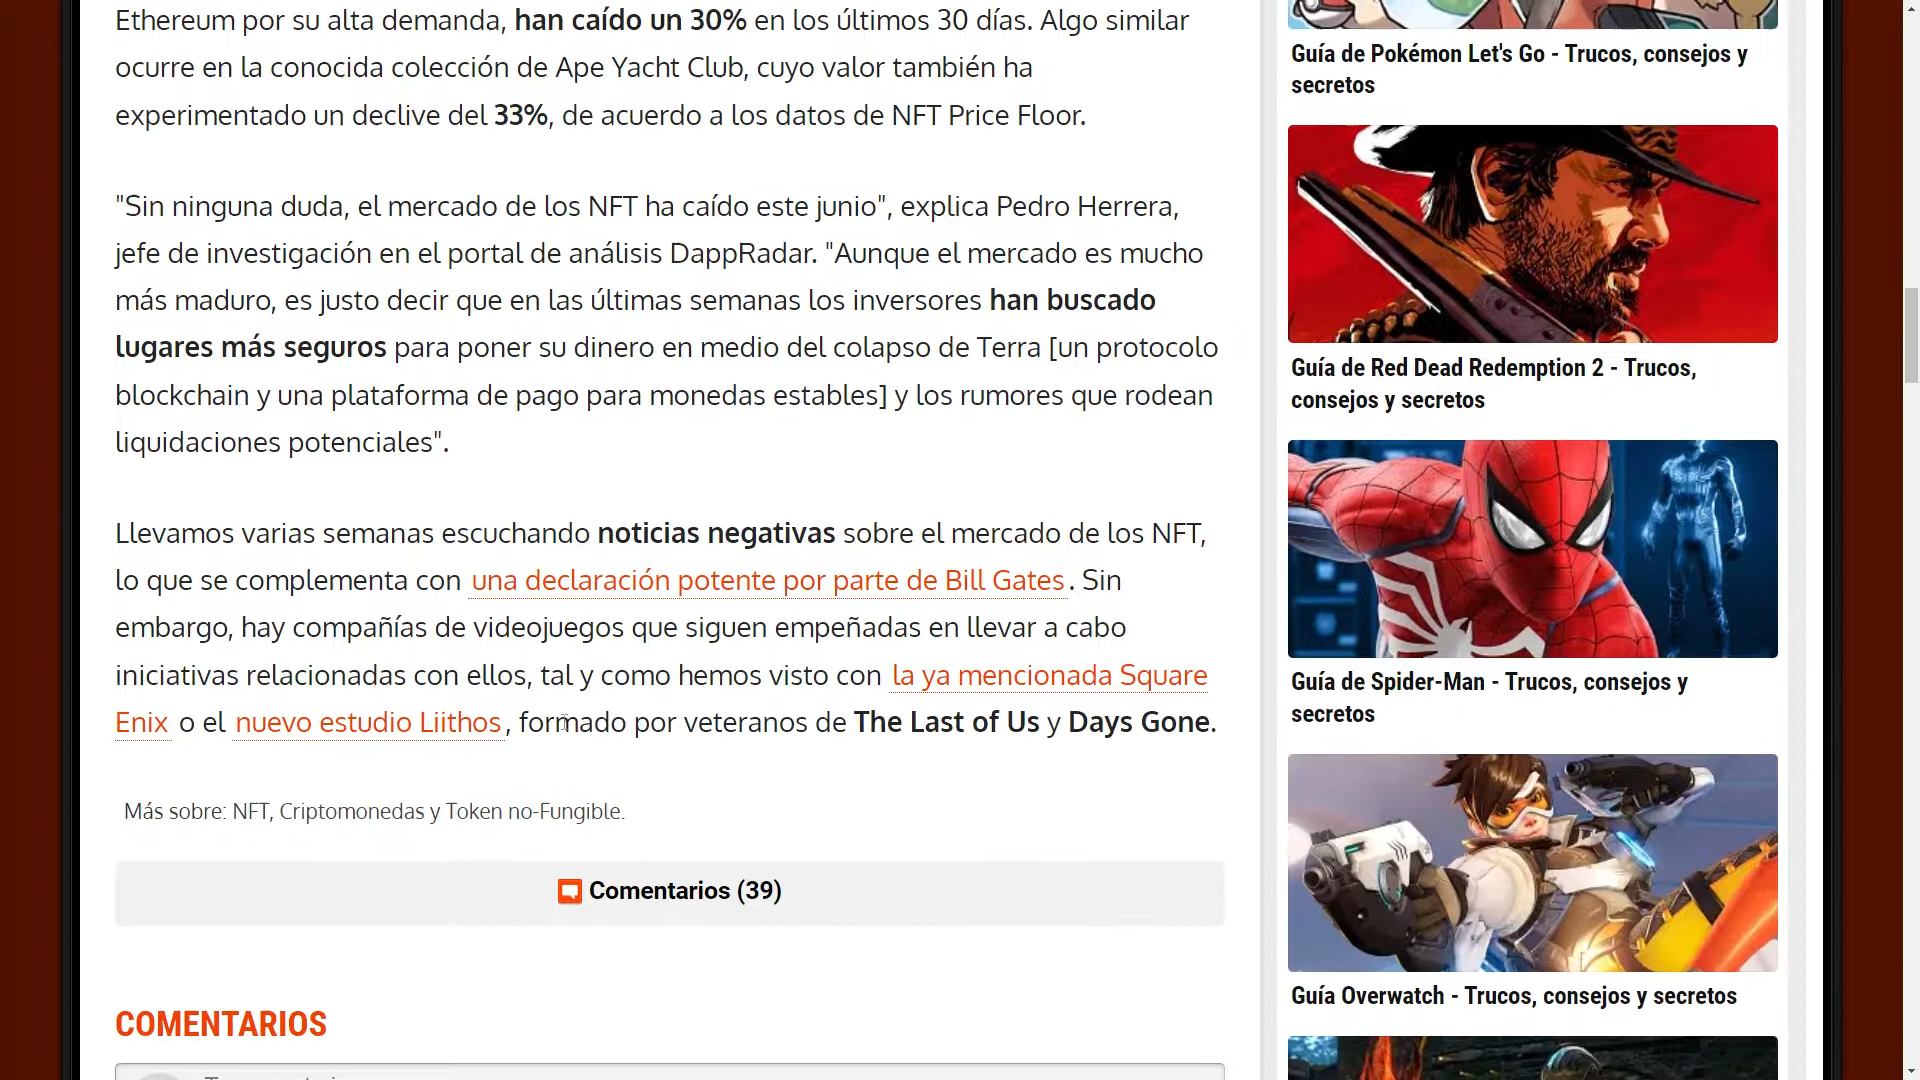 Ethereum por su alta demanda, han caído un 30% en los últimos 30 días. Algo similar
ocurre en la conocida colección de Ape Yacht Club, cuyo valor también ha
experimentado un declive del 33%, de acuerdo a los datos de NFT Price Floor.
"Sin ninguna duda, el mercado de los NFT ha caído este junio", explica Pedro Herrera,
jefe de investigación en el portal de análisis DappRadar. "Aunque el mercado es mucho
más maduro, es justo decir que en las últimas semanas los inversores han buscado
lugares más seguros para poner su dinero en medio del colapso de Terra [un protocolo
blockchain y una plataforma de pago para monedas estables] y los rumores que rodean
liquidaciones potenciales".
Llevamos varias semanas escuchando noticias negativas sobre el mercado de los NFT,
lo que se complementa con una declaración potente por parte de Bill Gates. Sin
embargo, hay compañías de videojuegos que siguen empeñadas en llevar a cabo
iniciativas relacionadas con ellos, tal y como hemos visto con la ya mencionada Square
Enix o el nuevo estudio Liithos, formado por veteranos de The Last of Us y Days Gone.
Más sobre: NFT, Criptomonedas y Token no-Fungible.
Comentarios (39)
COMENTARIOS
Guía de Pokémon Let's Go - Trucos, consejos y
secretos
Guía de Red Dead Redemption 2 - Trucos,
consejos y secretos
Guía de Spider-Man - Trucos, consejos y
secretos
Guía Overwatch - Trucos, consejos y secretos